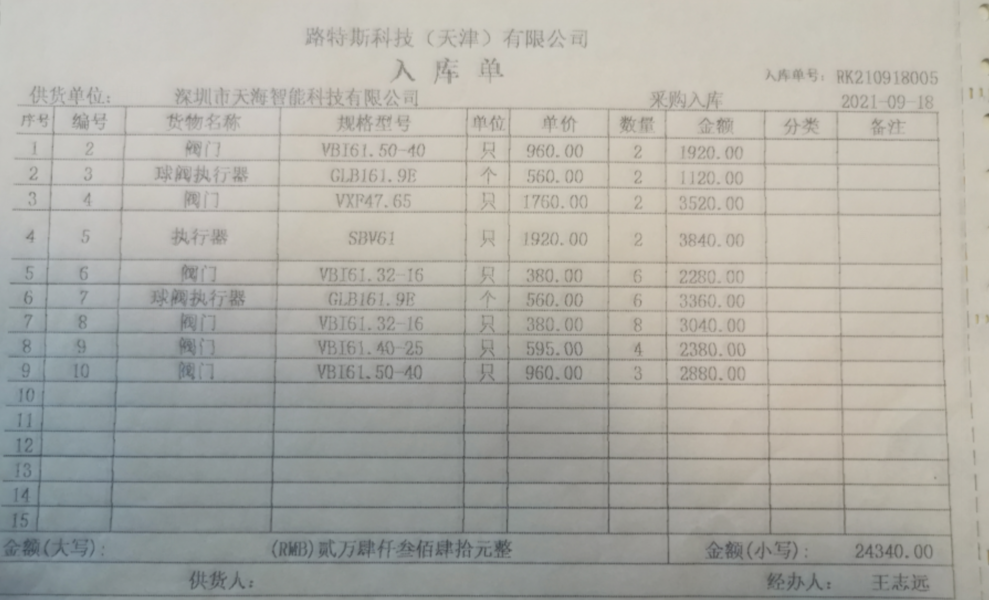 路特斯科技（天津）有限公司
入库单
入库单号: RK210918005
供货单位: 深圳市天海智能科技有限公司 采购入库 2021-09-18
序号 编号 货物名称 规格型号 单位 单价 数量 金额 分类 备注
1 2 阀门 VBI61.50-40 只 960.00 2 1920.00
2 3 球阀执行器 GLB161.9E 个 560.00 2 1120.00
3 4 阀门 VXF47.65 只 1760.00 2 3520.00
4 5 执行器 SBV61 只 1920.00 2 3840.00
5 6 阀门 VBI61.32-16 只 380.00 6 2280.00
6 7 球阀执行器 GLB161.9E 个 560.00 6 3360.00
7 8 阀门 VBI61.32-16 只 380.00 8 3040.00
8 9 阀门 VBI61.40-25 只 595.00 4 2380.00
9 10 阀门 VBI61.50-40 只 960.00 3 2880.00
10
11
12
13
14
15
金额(大写): (RMB)贰万肆仟叁佰肆拾元整 金额(小写): 24340.00
供货人: 经办人: 王志远